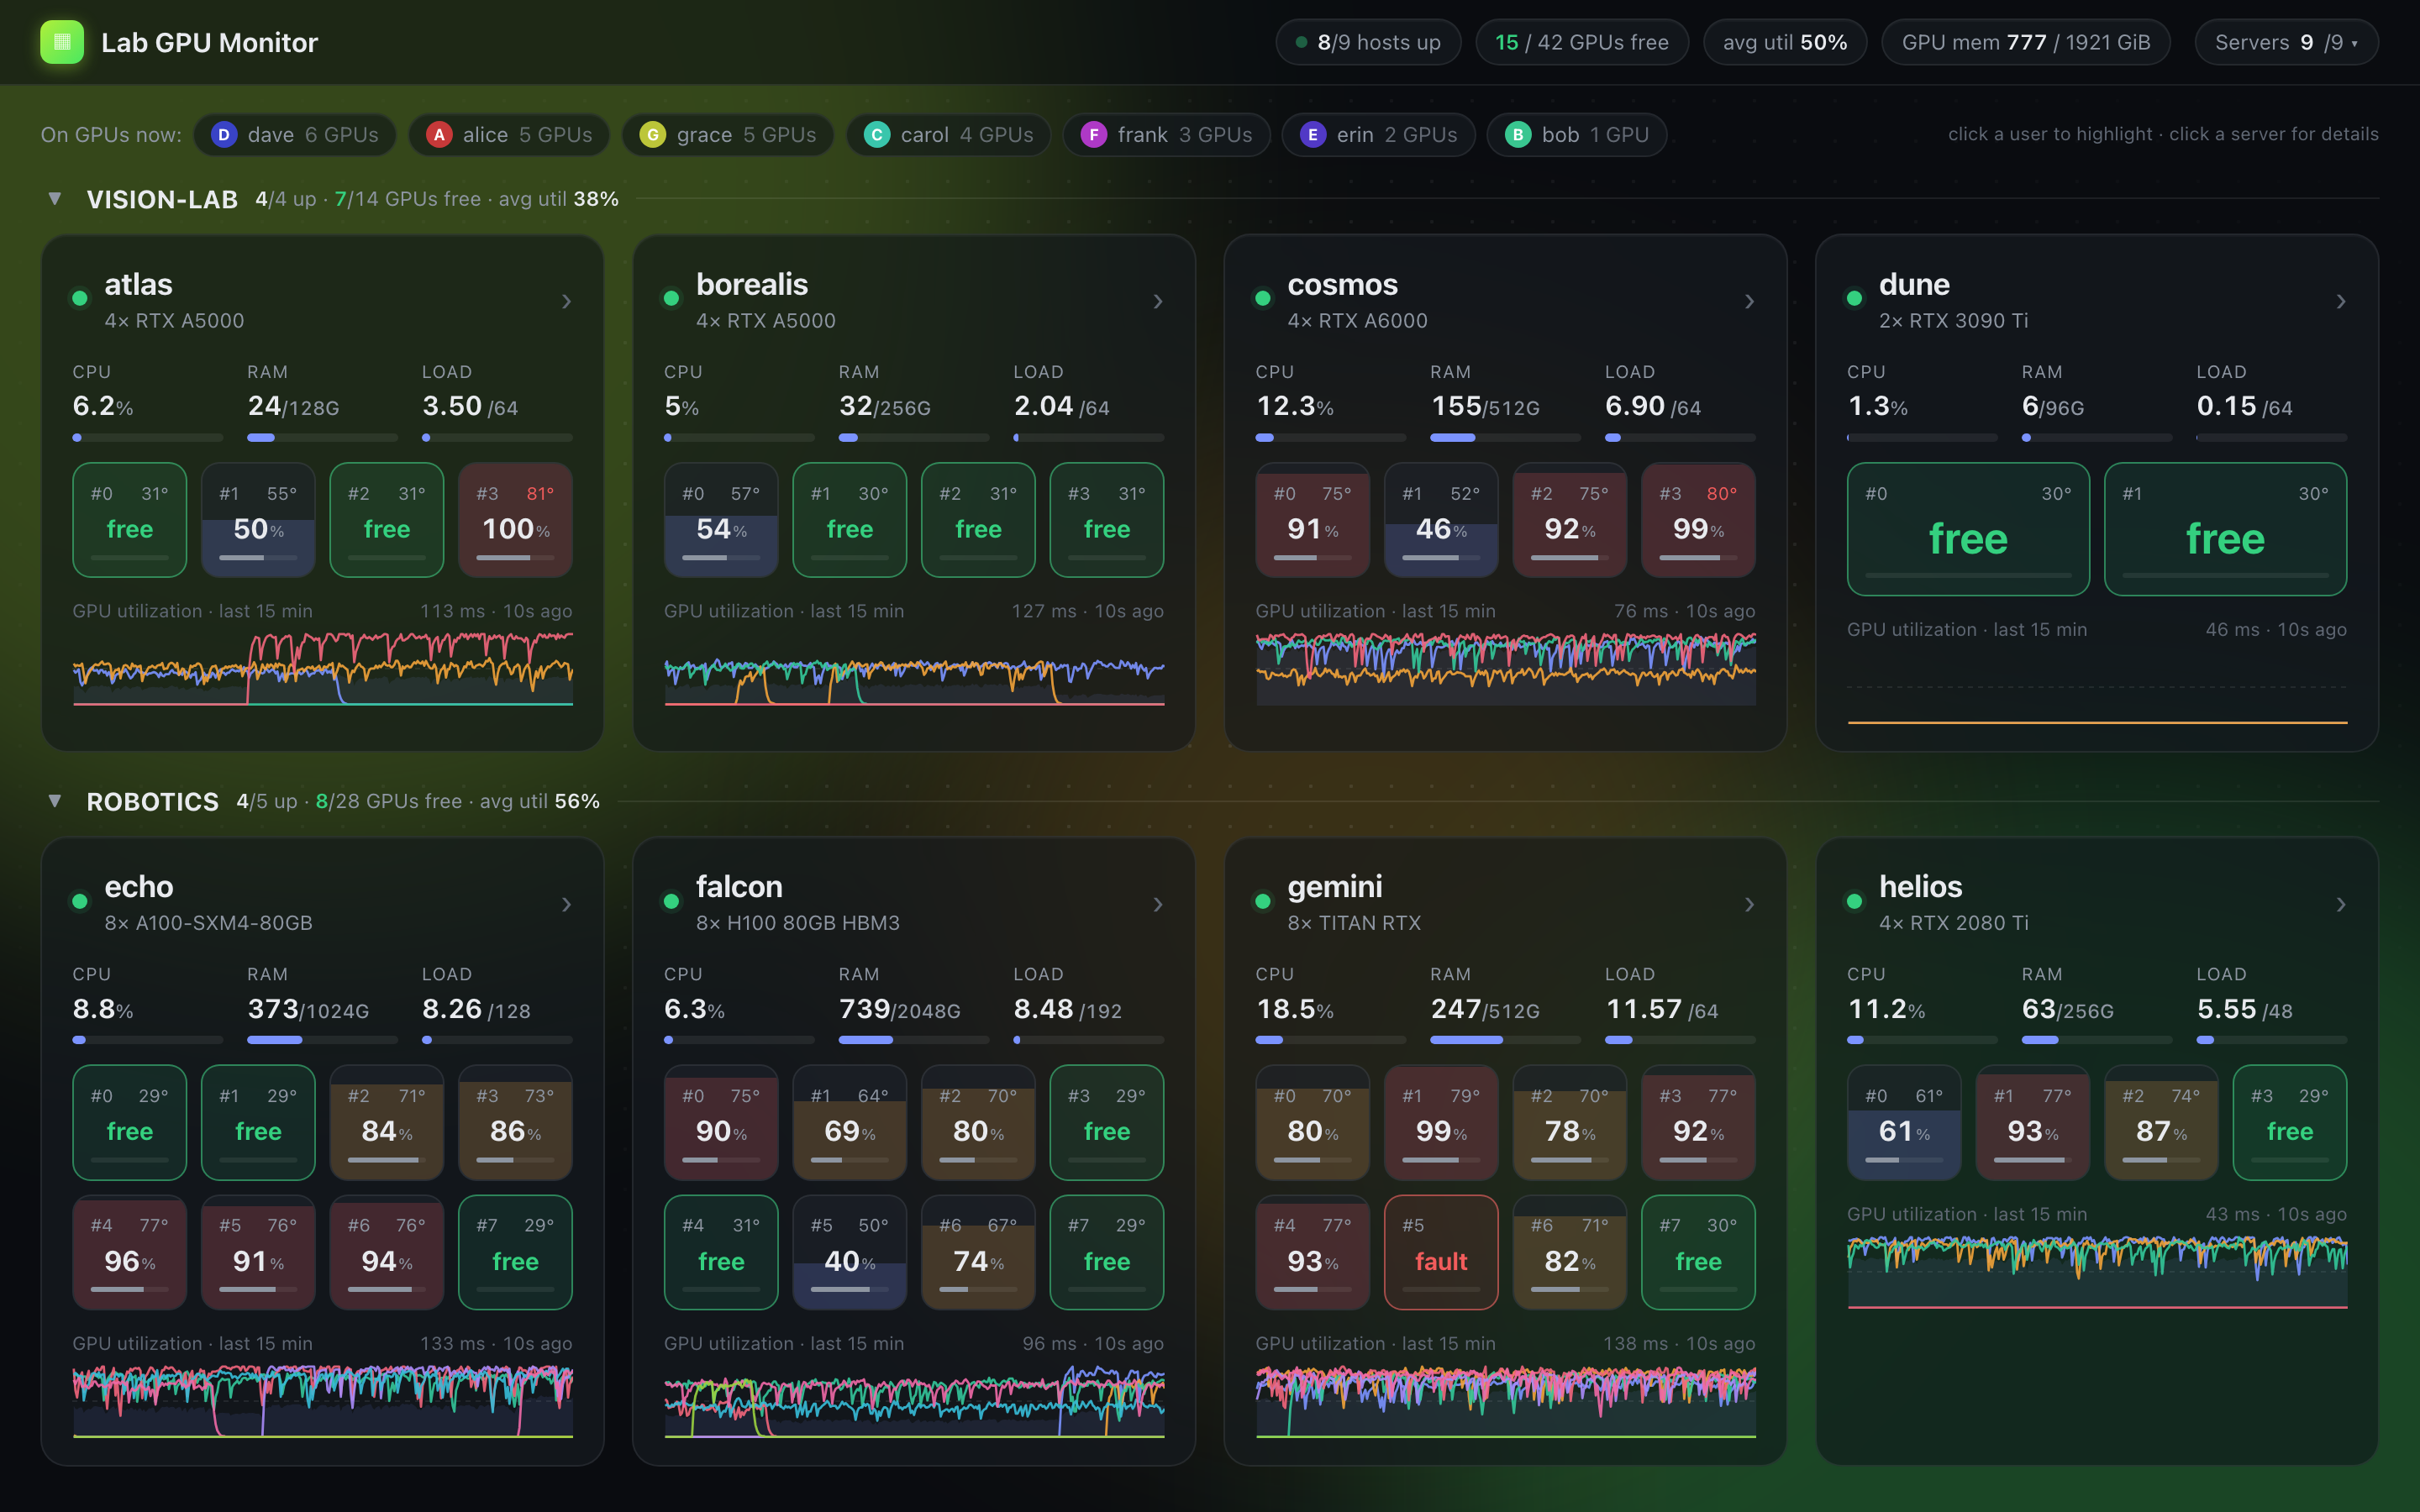 Lab GPU Monitor
8/9 hosts up
15 / 42 GPUs free
avg util 50%
GPU mem 777 / 1921 GiB
Servers 9 /9 ▾
On GPUs now:
D dave 6 GPUs
A alice 5 GPUs
G grace 5 GPUs
C carol 4 GPUs
F frank 3 GPUs
E erin 2 GPUs
B bob 1 GPU
click a user to highlight · click a server for details
▼ VISION-LAB 4/4 up · 7/14 GPUs free · avg util 38%
atlas ›
4× RTX A5000
CPU RAM LOAD
6.2% 24/128G 3.50 /64
#0 31° #1 55° #2 31° #3 81°
free 50% free 100%
GPU utilization · last 15 min 113 ms · 10s ago
borealis ›
4× RTX A5000
CPU RAM LOAD
5% 32/256G 2.04 /64
#0 57° #1 30° #2 31° #3 31°
54% free free free
GPU utilization · last 15 min 127 ms · 10s ago
cosmos ›
4× RTX A6000
CPU RAM LOAD
12.3% 155/512G 6.90 /64
#0 75° #1 52° #2 75° #3 80°
91% 46% 92% 99%
GPU utilization · last 15 min 76 ms · 10s ago
dune ›
2× RTX 3090 Ti
CPU RAM LOAD
1.3% 6/96G 0.15 /64
#0 30° #1 30°
free free
GPU utilization · last 15 min 46 ms · 10s ago
▼ ROBOTICS 4/5 up · 8/28 GPUs free · avg util 56%
echo ›
8× A100-SXM4-80GB
CPU RAM LOAD
8.8% 373/1024G 8.26 /128
#0 29° #1 29° #2 71° #3 73°
free free 84% 86%
#4 77° #5 76° #6 76° #7 29°
96% 91% 94% free
GPU utilization · last 15 min 133 ms · 10s ago
falcon ›
8× H100 80GB HBM3
CPU RAM LOAD
6.3% 739/2048G 8.48 /192
#0 75° #1 64° #2 70° #3 29°
90% 69% 80% free
#4 31° #5 50° #6 67° #7 29°
free 40% 74% free
GPU utilization · last 15 min 96 ms · 10s ago
gemini ›
8× TITAN RTX
CPU RAM LOAD
18.5% 247/512G 11.57 /64
#0 70° #1 79° #2 70° #3 77°
80% 99% 78% 92%
#4 77° #5 #6 71° #7 30°
93% fault 82% free
GPU utilization · last 15 min 138 ms · 10s ago
helios ›
4× RTX 2080 Ti
CPU RAM LOAD
11.2% 63/256G 5.55 /48
#0 61° #1 77° #2 74° #3 29°
61% 93% 87% free
GPU utilization · last 15 min 43 ms · 10s ago